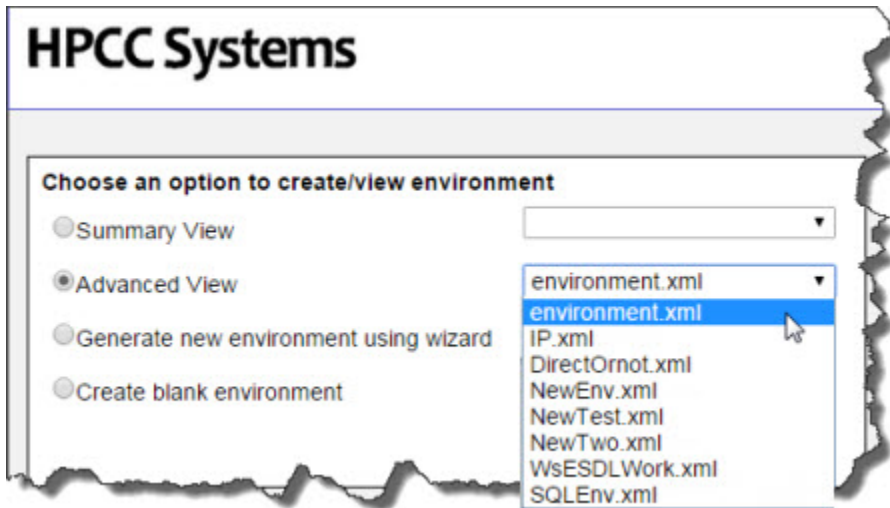 HPCC Systems
Choose an option to create/view environment
Summary View
Advanced View environment.xml
environment.xml
Generate new environment using wizard
IP.xml
DirectOrnot.xml
Create blank environment
NewEnv.xml
NewTest.xml
NewTwo.xml
WsESDLWork.xml
SQLEnv.xml